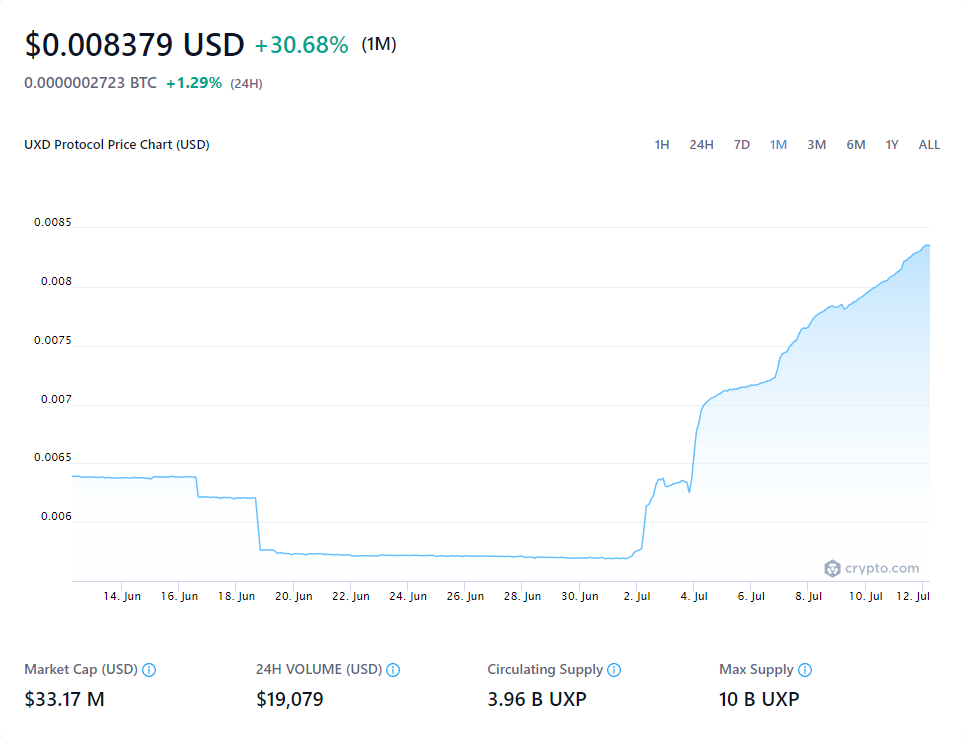 $0.008379 USD +30.68% (1M)
0.0000002723 BTC +1.29% (24H)
UXD Protocol Price Chart (USD) 1H 24H 7D 1M 3M 6M 1Y ALL
0.0085
0.008
0.0075
0.007
0.0065
0.006
crypto.com
14. Jun 16. Jun 18. Jun 20. Jun 22. Jun 24. Jun 26. Jun 28. Jun 30. Jun 2. Jul 4. Jul 6. Jul 8. Jul 10. Jul 12. Jul
Market Cap (USD) 24H VOLUME (USD) Circulating Supply Max Supply
$33.17 M $19,079 3.96 B UXP 10 B UXP